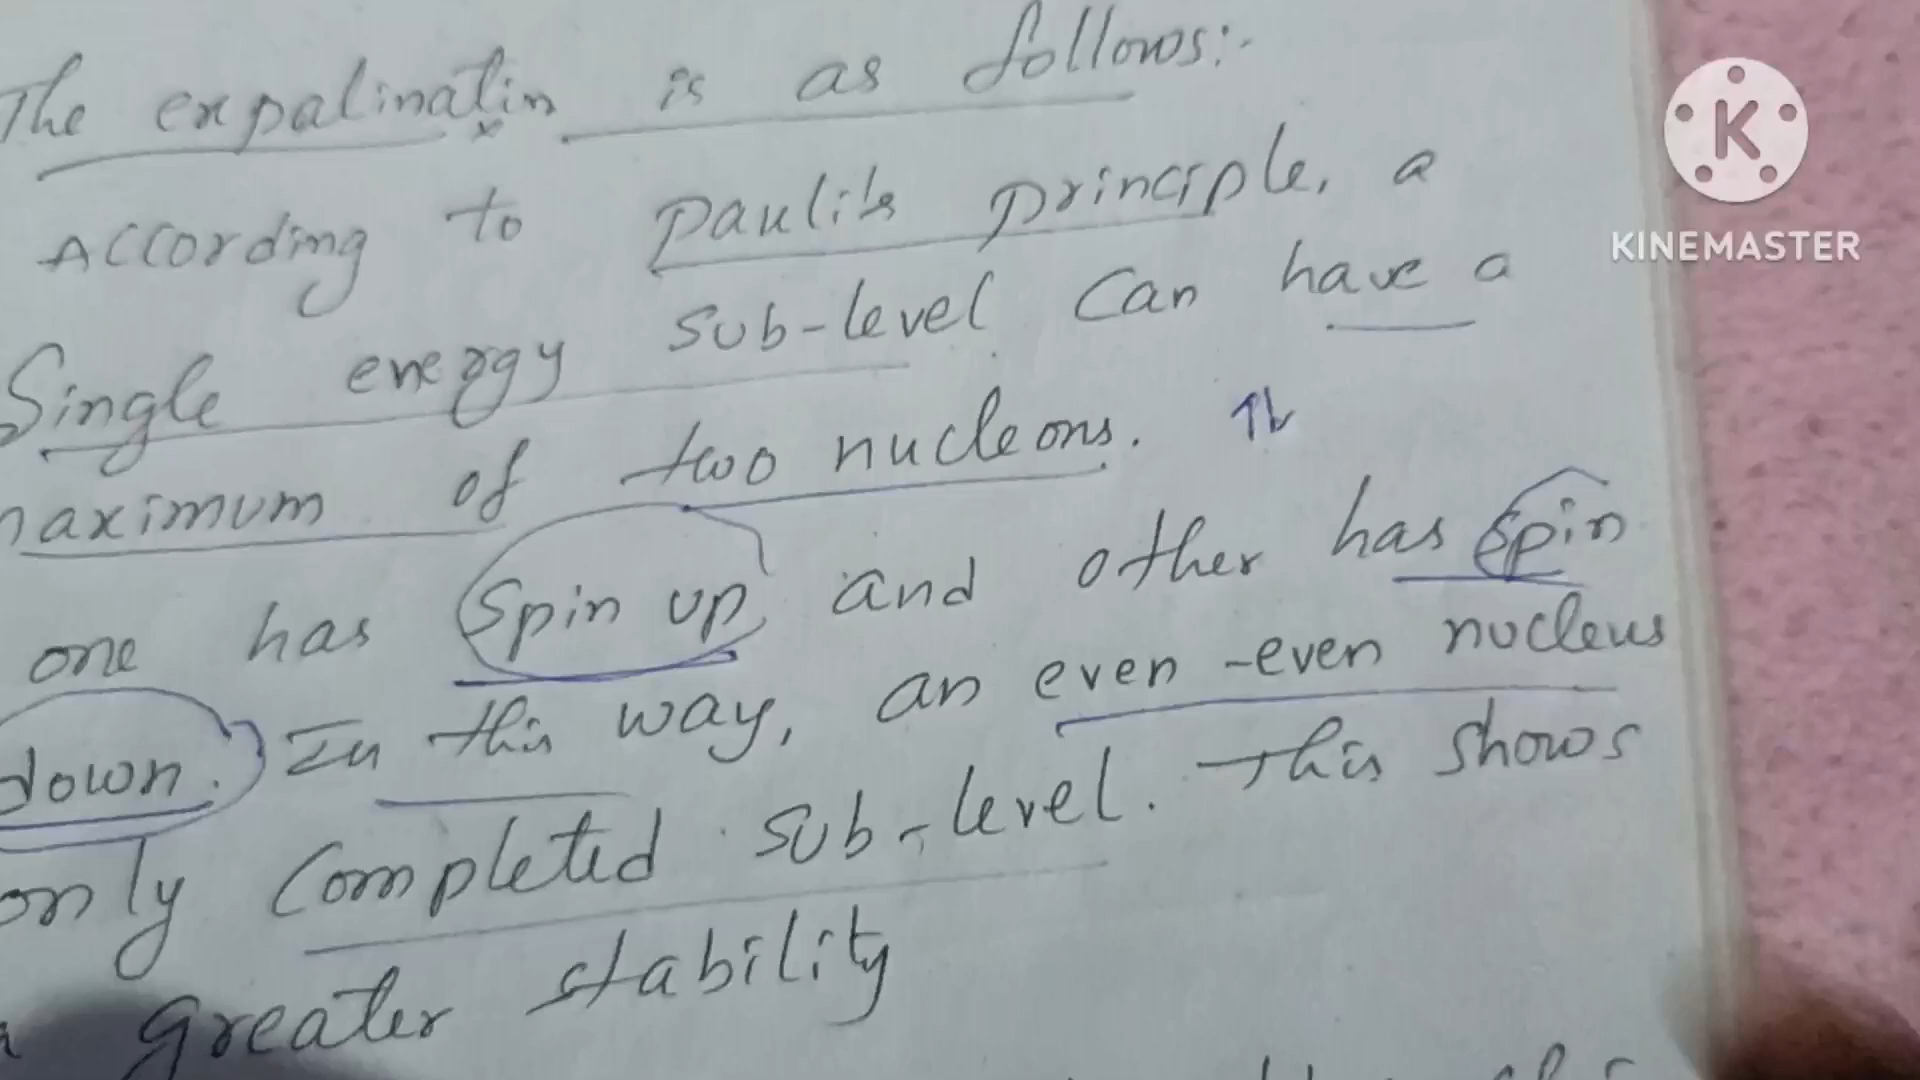 The expalinatin is as follows:-
According to Pauli's principle, a
Single energy sub-level can have a
maximum of two nucleons. ↑↓
one has spin up and other has spin
down. In this way, an even-even nucleus
only completed sub-level. This shows
a greater stability
K
KINEMASTER